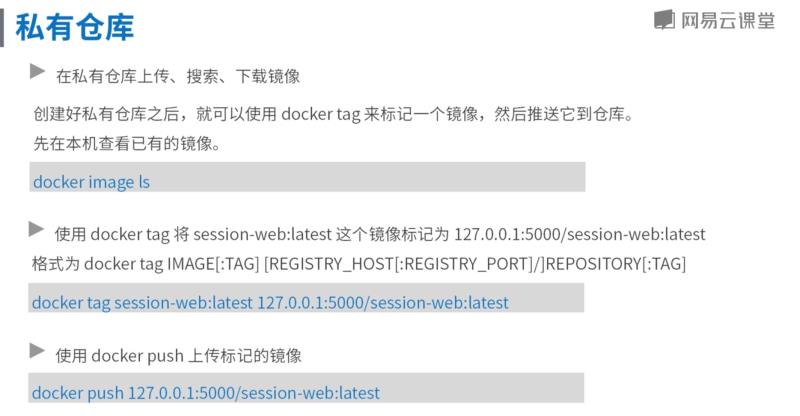 私有仓库
网易云课堂
在私有仓库上传、搜索、下载镜像
创建好私有仓库之后，就可以使用 docker tag 来标记一个镜像，然后推送它到仓库。
先在本机查看已有的镜像。
docker image ls
使用 docker tag 将 session-web:latest 这个镜像标记为 127.0.0.1:5000/session-web:latest
格式为 docker tag IMAGE[:TAG] [REGISTRY_HOST[:REGISTRY_PORT]/]REPOSITORY[:TAG]
docker tag session-web:latest 127.0.0.1:5000/session-web:latest
使用 docker push 上传标记的镜像
docker push 127.0.0.1:5000/session-web:latest